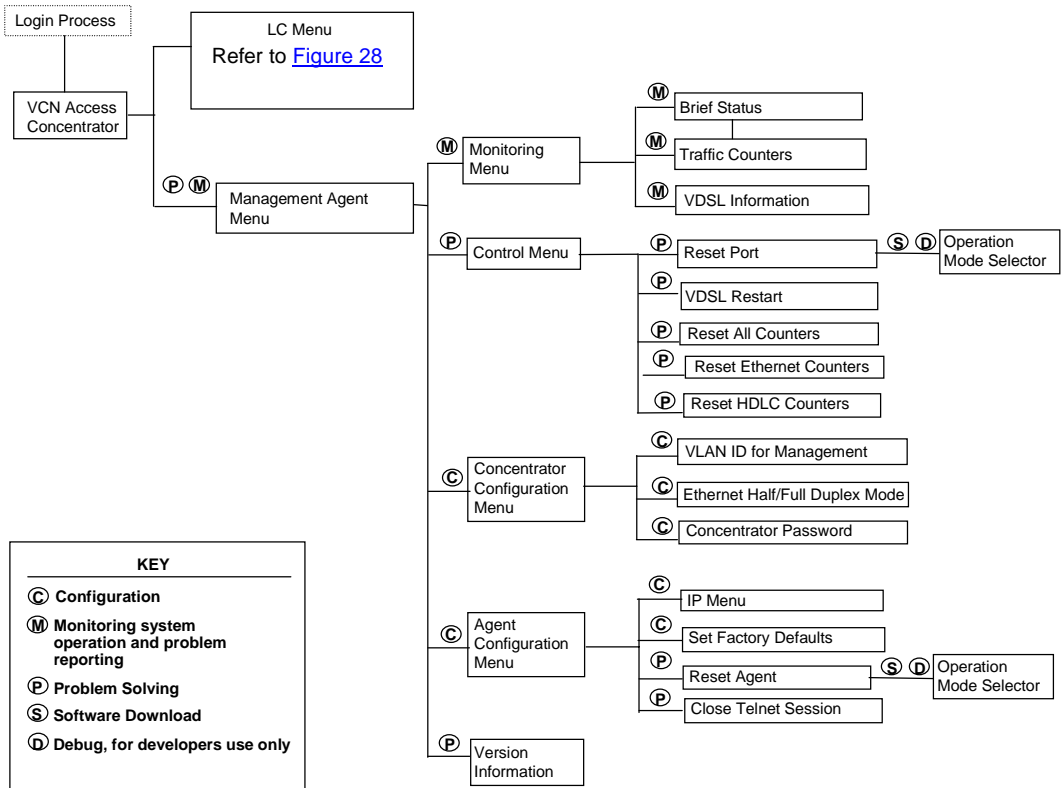 Login Process
LC Menu
Refer to Figure 28
VCN Access
Concentrator
P M
Management Agent
Menu
M
Monitoring
Menu
M
Brief Status
M
Traffic Counters
M
VDSL Information
P
Control Menu
P
Reset Port
S D
Operation
Mode Selector
P
VDSL Restart
P
Reset All Counters
P
Reset Ethernet Counters
P
Reset HDLC Counters
C
Concentrator
Configuration
Menu
C
VLAN ID for Management
C
Ethernet Half/Full Duplex Mode
C
Concentrator Password
C
Agent
Configuration
Menu
C
IP Menu
C
Set Factory Defaults
P
Reset Agent
S D
Operation
Mode Selector
P
Close Telnet Session
P
Version
Information
KEY
C Configuration
M Monitoring system
operation and problem
reporting
P Problem Solving
S Software Download
D Debug, for developers use only